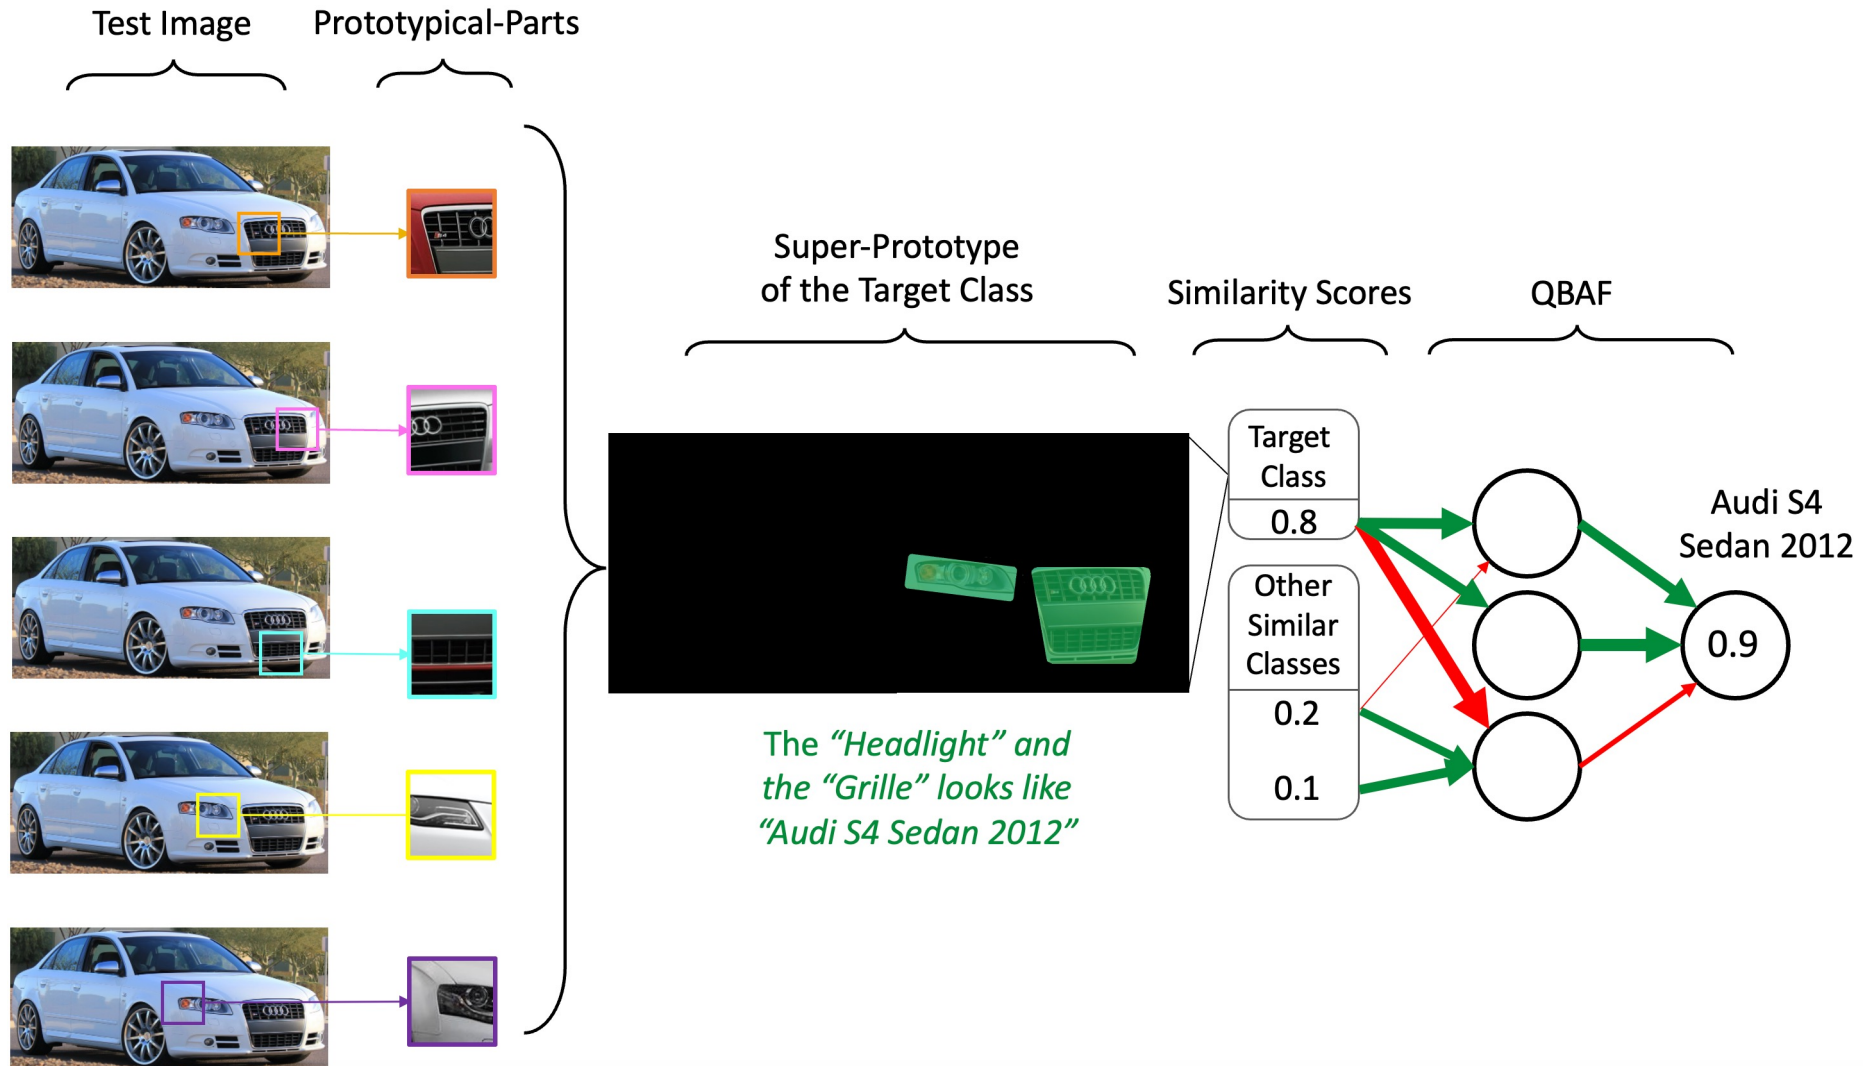 Test Image
Prototypical-Parts
Super-Prototype
of the Target Class
Similarity Scores
QBAF
Target
Class
0.8
Other
Similar
Classes
0.2
0.1
Audi S4
Sedan 2012
0.9
The “Headlight” and
the “Grille” looks like
“Audi S4 Sedan 2012”